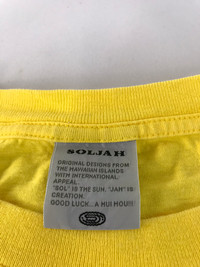 SOLJAH
ORIGINAL DESIGNS FROM
THE HAWAIIAN ISLANDS
WITH INTERNATIONAL
APPEAL.
"SOL" IS THE SUN. "JAH" IS
CREATION.
GOOD LUCK.. A HUI HOU!!!